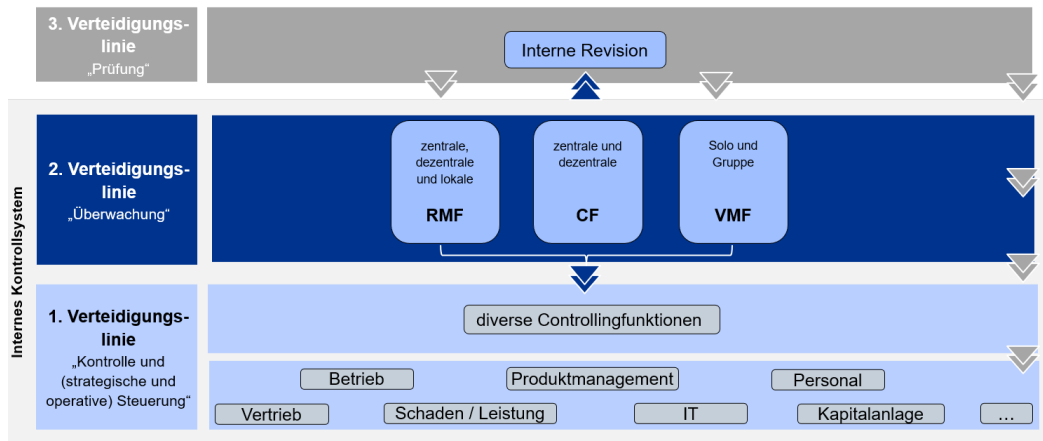 3. Verteidigungs-
linie
„Prüfung“
Interne Revision
Internes Kontrollsystem
2. Verteidigungs-
linie
„Überwachung“
zentrale,
dezentrale
und lokale
RMF
zentrale und
dezentrale
CF
Solo und
Gruppe
VMF
1. Verteidigungs-
linie
„Kontrolle und
(strategische und
operative) Steuerung“
diverse Controllingfunktionen
Betrieb
Produktmanagement
Personal
Vertrieb
Schaden / Leistung
IT
Kapitalanlage
…